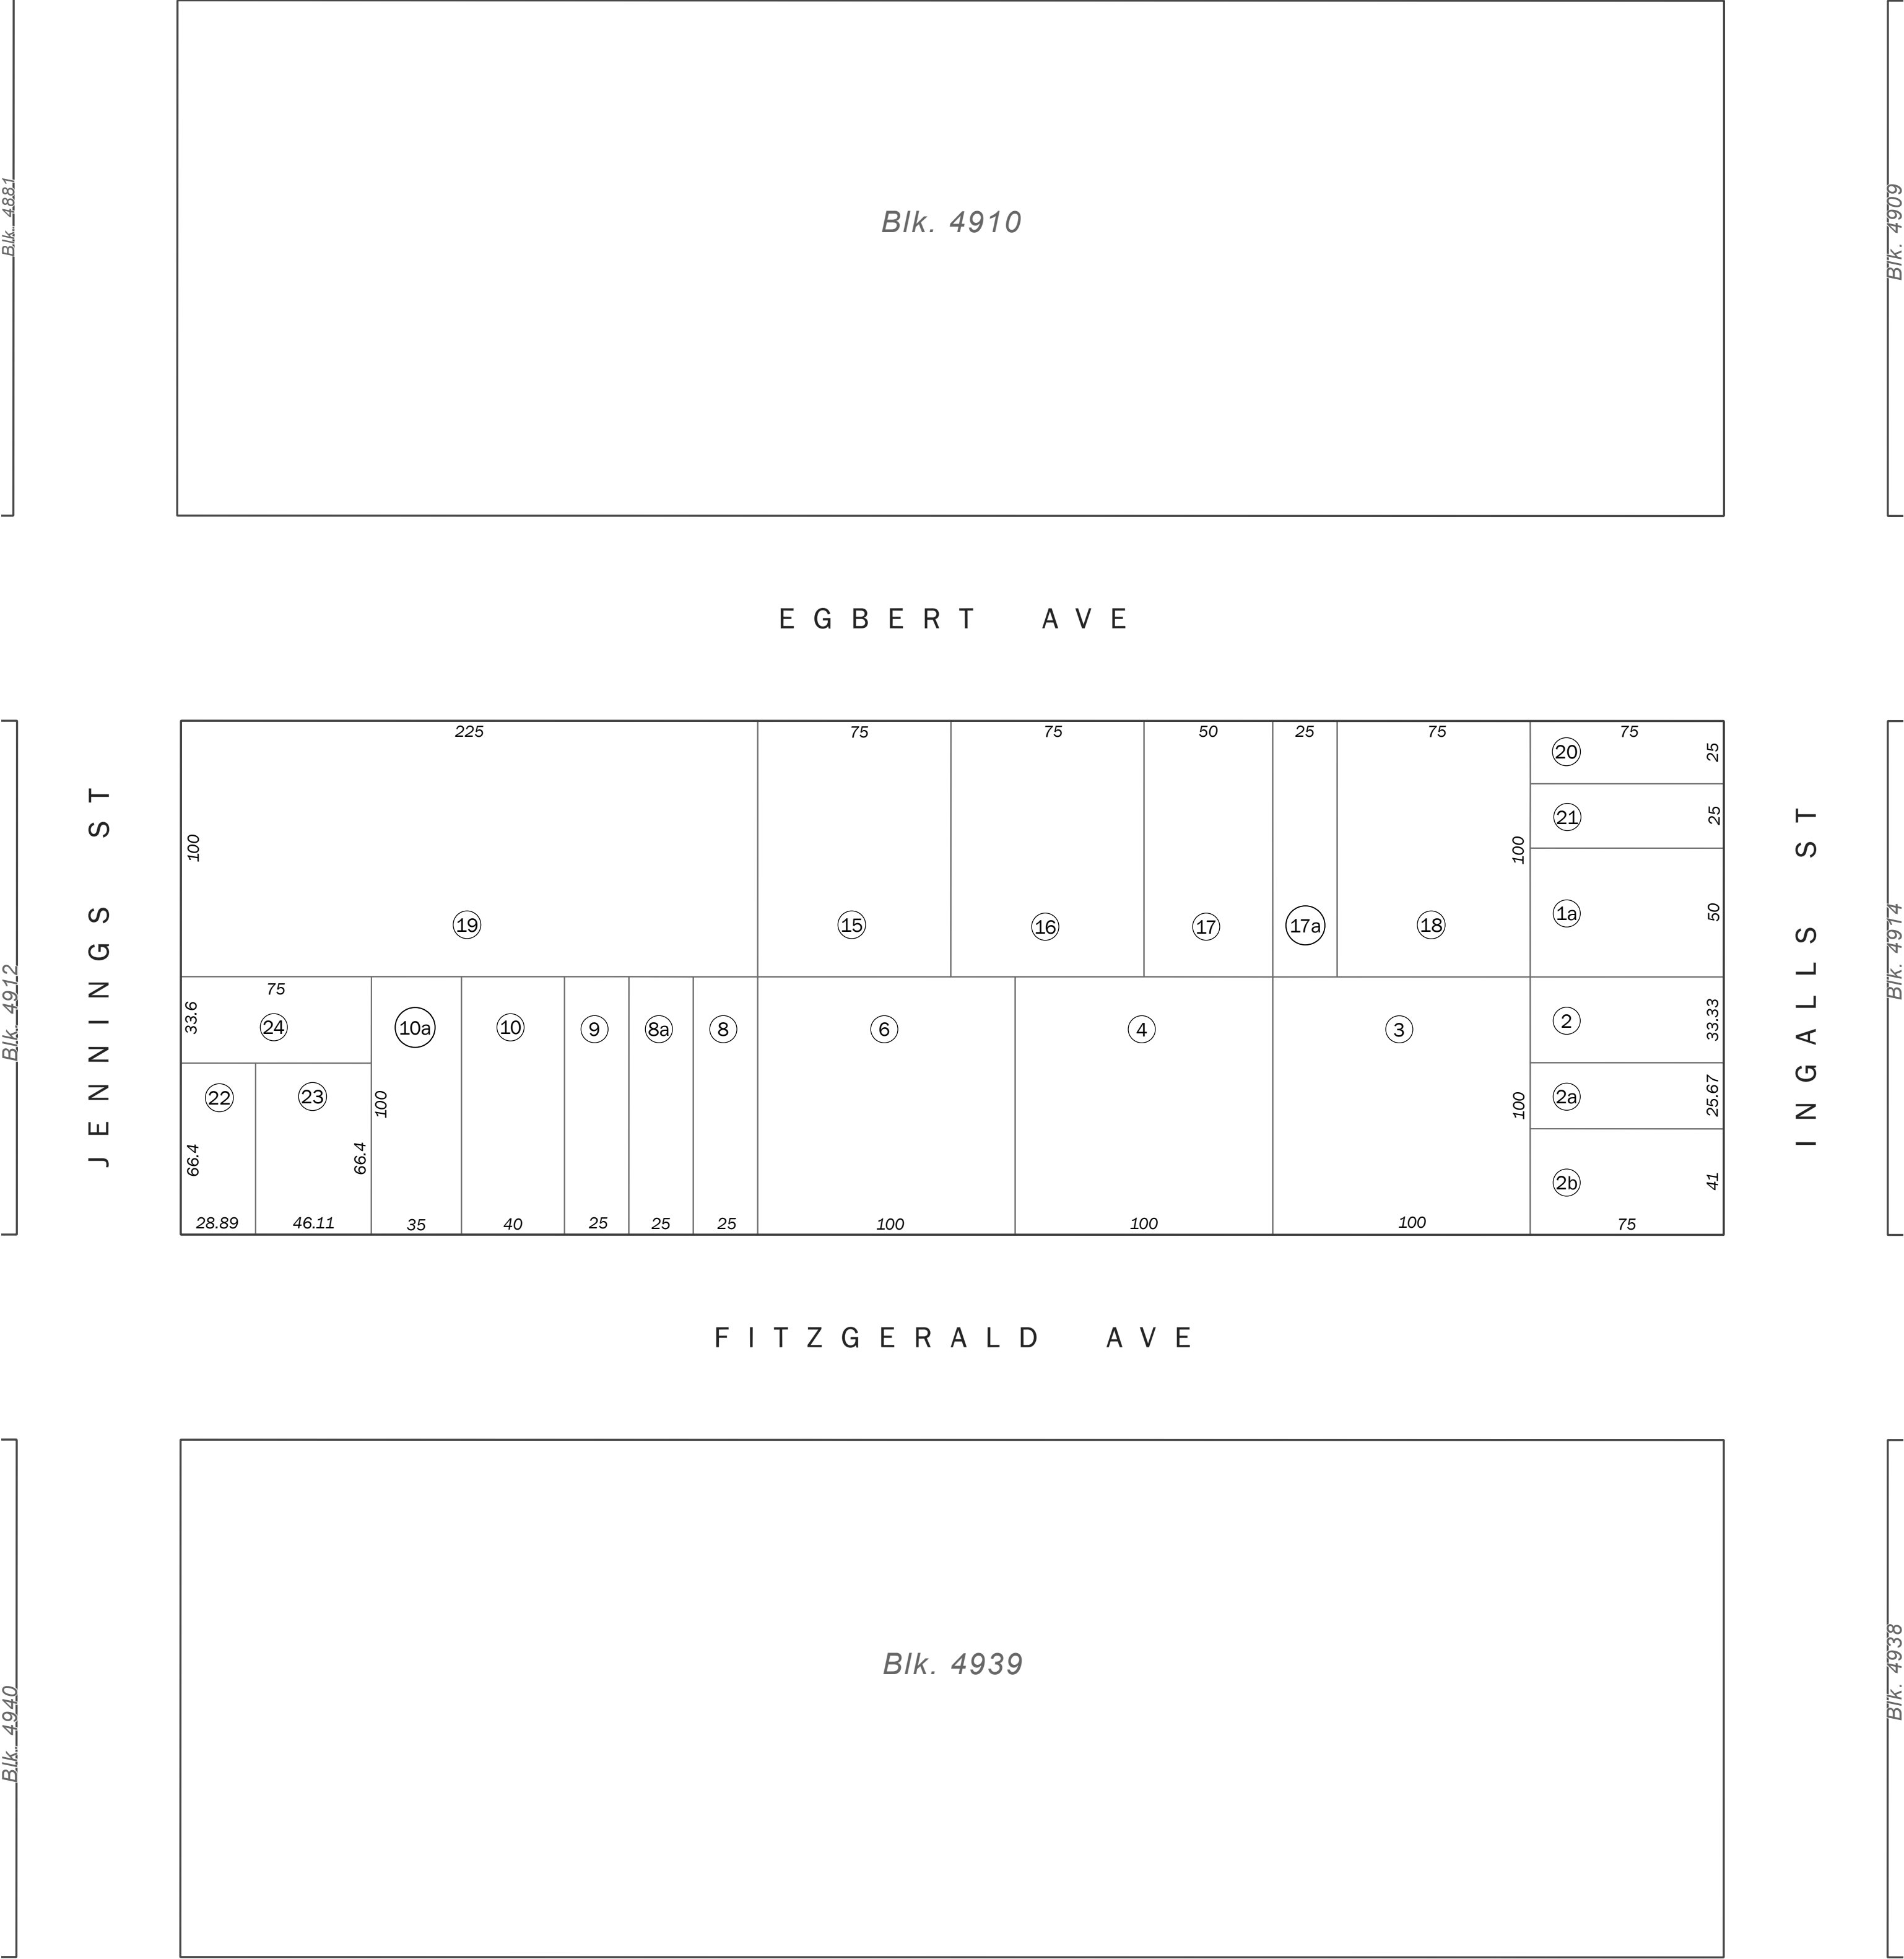 Blk. 4881
Blk. 4910
Blk. 4909
EGBERT AVE
225
75
75
50
25
75
75
20
25
21
25
100
100
1a
50
19
15
16
17
17a
18
JENNINGS ST
INGALLS ST
Blk. 4912
Blk. 4914
75
33.6
24
10a
10
9
8a
8
6
4
3
2
33.33
22
23
100
100
2a
25.67
66.4
66.4
2b
41
28.89
46.11
35
40
25
25
25
100
100
100
75
FITZGERALD AVE
Blk. 4940
Blk. 4939
Blk. 4938